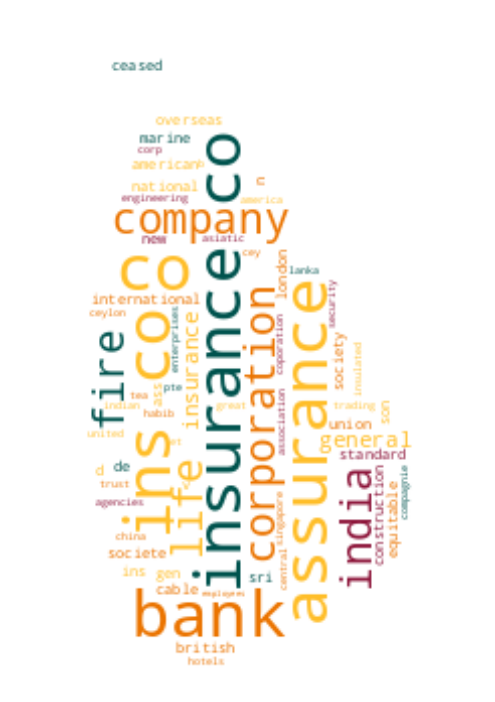 ceased
overseas
marine
co
corp
american
national
c
engineering
america
company
new
asiatic
co
insurance co
cey
london
lanka
international
ceylon
fire
ins co
enterprises
insurance
corporation
coporation
assurance
security
society
insulated
pte
ass
tea
indian
habib
great
association
trading
son
united
union
general
standard
life
d
de
trust
agencies
india
construction
compagnie
equitable
singapore
central
china
societe
ins
gen
cable
sri
employees
bank
british
hotels